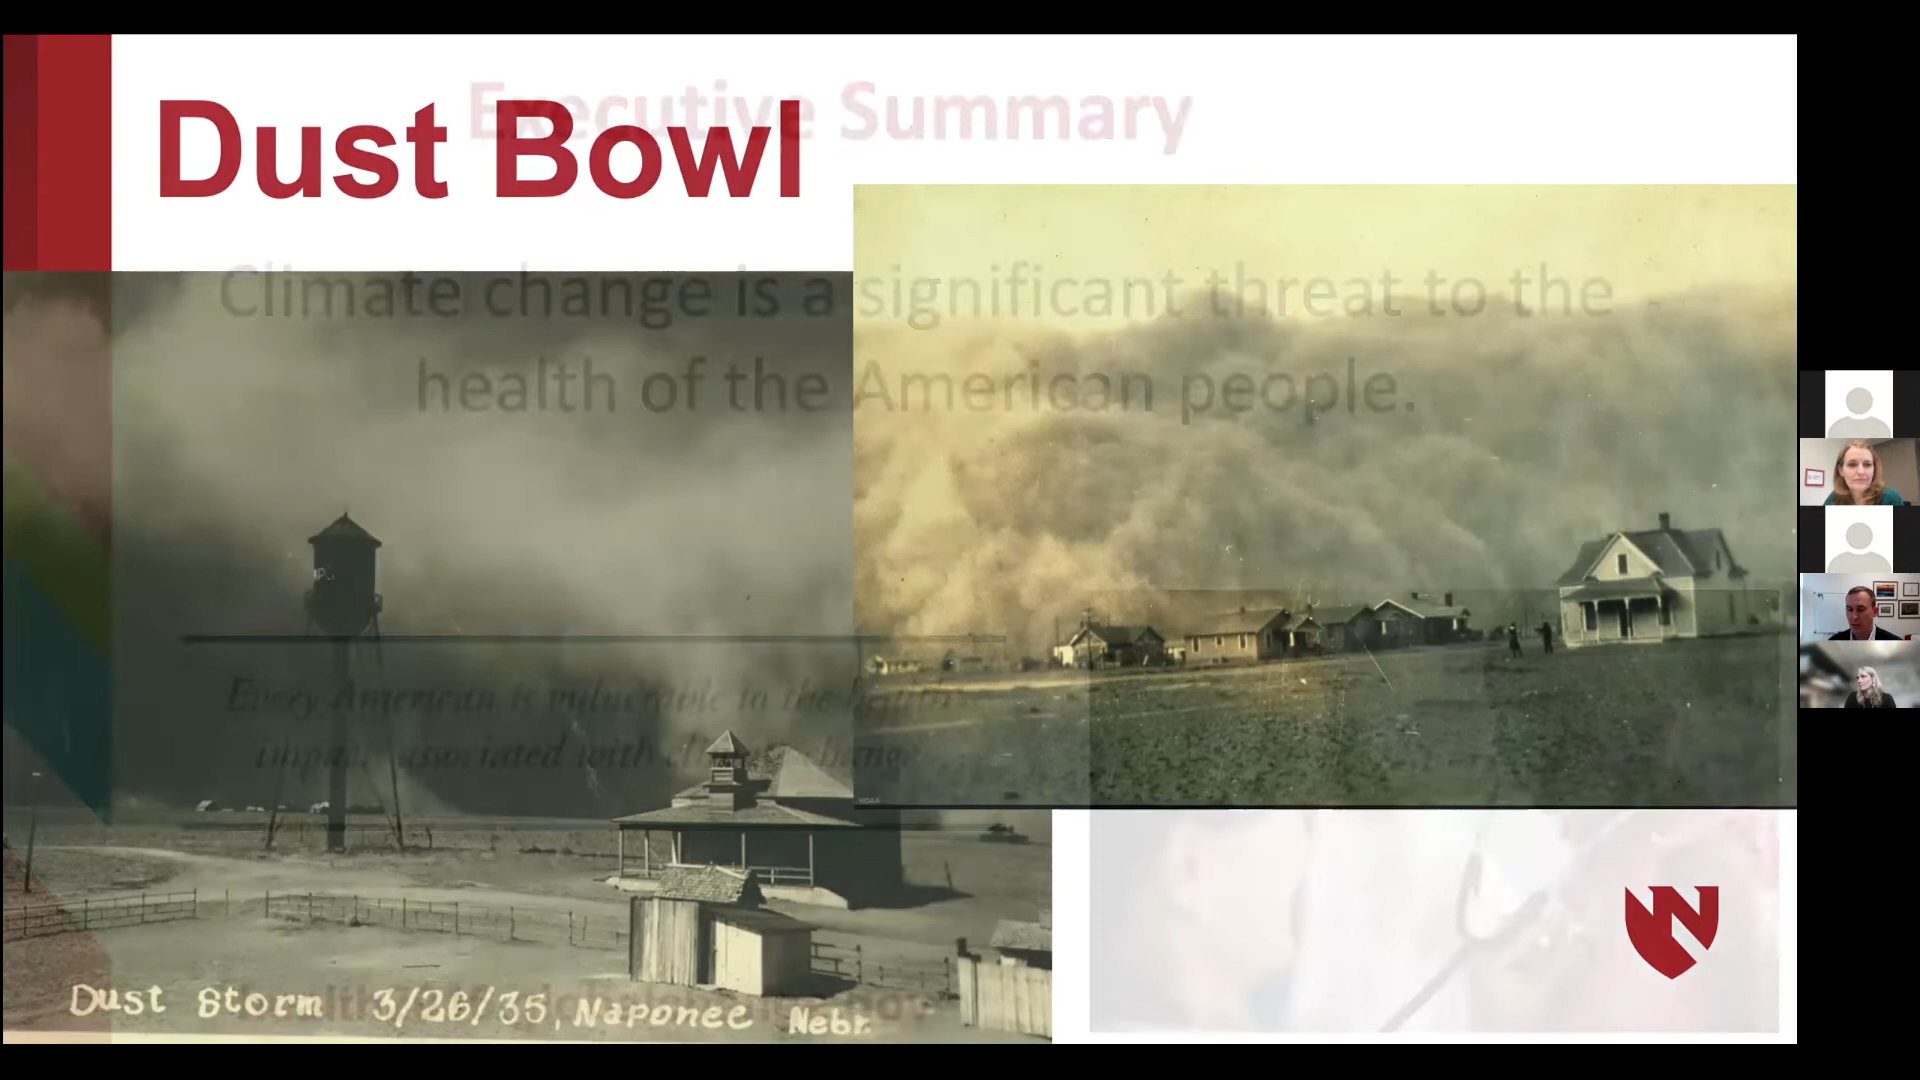 Executive Summary
Dust Bowl
Climate change is a significant threat to the
health of the American people.
Every American is vulnerable to the health
impacts associated with climate change
Dust Storm 3/26/35, Naponee Nebr.
NOAA